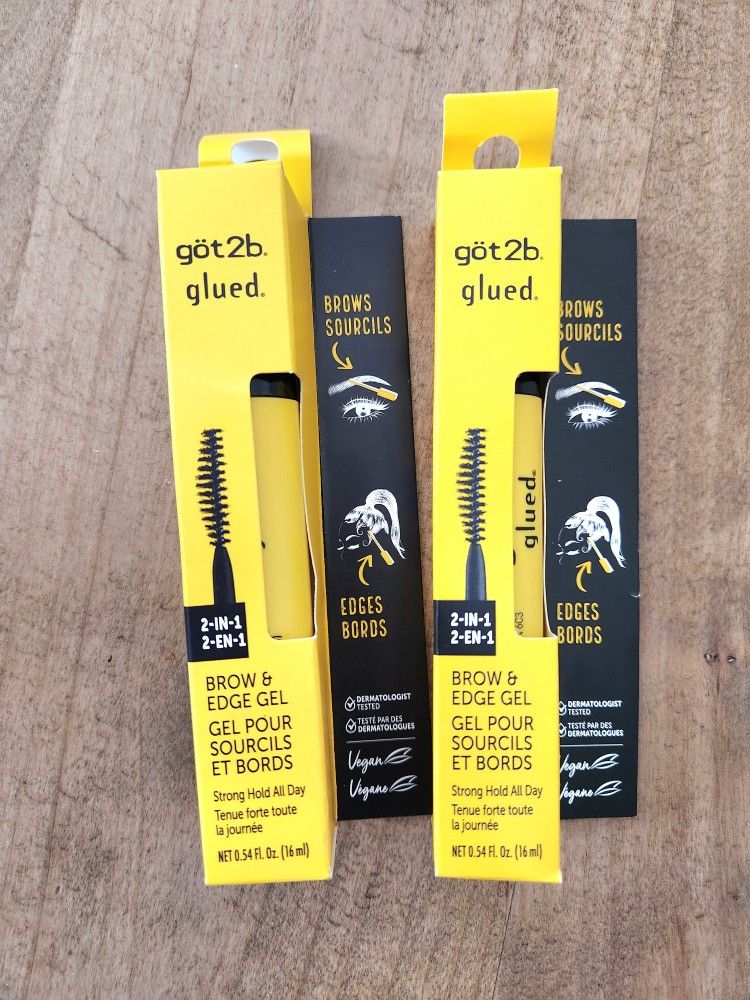 göt2b®
glued®
2-IN-1
2-EN-1
BROW &
EDGE GEL
GEL POUR
SOURCILS
ET BORDS
Strong Hold All Day
Tenue forte toute
la journée
NET 0.54 Fl. Oz. (16 ml)
BROWS
SOURCILS
EDGES
BORDS
DERMATOLOGIST
TESTED
TESTÉ PAR DES
DERMATOLOGUES
Vegan
Végane
göt2b®
glued®
glued®
6C3
2-IN-1
2-EN-1
BROW &
EDGE GEL
GEL POUR
SOURCILS
ET BORDS
Strong Hold All Day
Tenue forte toute
la journée
NET 0.54 Fl. Oz. (16 ml)
BROWS
SOURCILS
EDGES
BORDS
DERMATOLOGIST
TESTED
TESTÉ PAR DES
DERMATOLOGUES
Vegan
Végane